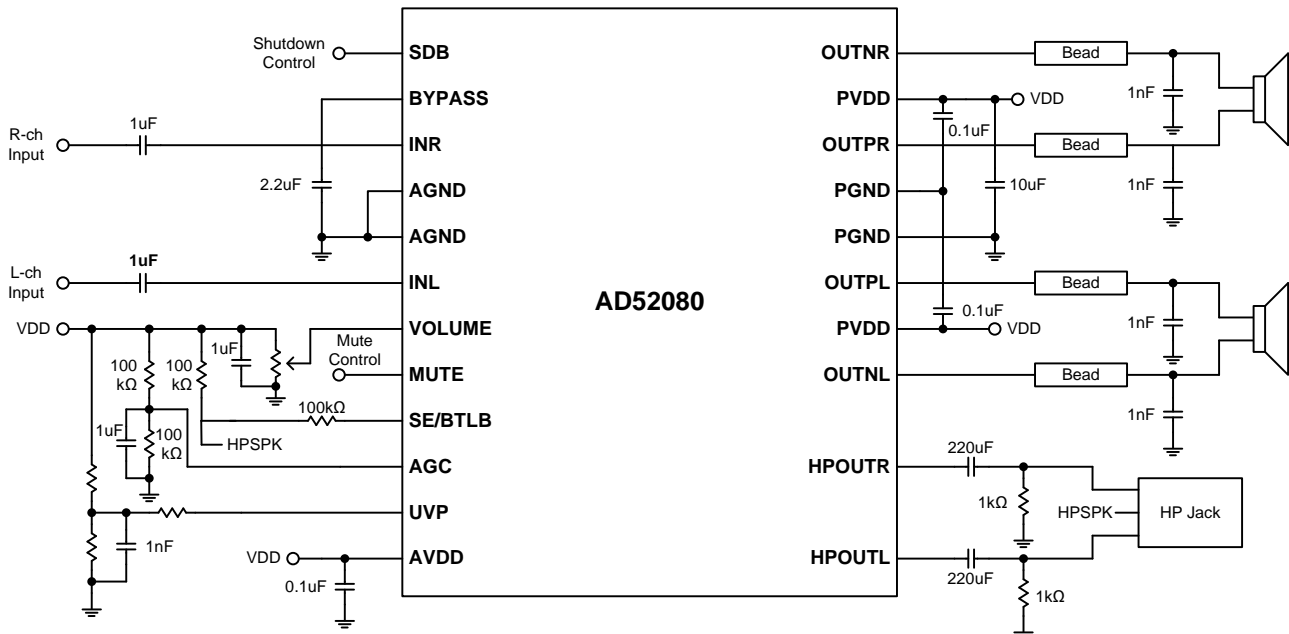 Shutdown
Control
SDB
BYPASS
R-ch
Input
1uF
INR
2.2uF
AGND
AGND
L-ch
Input
1uF
INL
VDD
VOLUME
1uF
Mute
Control
MUTE
100
kΩ
100
kΩ
100kΩ
SE/BTLB
HPSPK
1uF
100
kΩ
AGC
UVP
1nF
VDD
AVDD
0.1uF
AD52080
OUTNR
Bead
1nF
PVDD
VDD
0.1uF
OUTPR
Bead
1nF
PGND
10uF
PGND
OUTPL
Bead
0.1uF
1nF
PVDD
VDD
OUTNL
Bead
1nF
HPOUTR
220uF
1kΩ
HPSPK
HP Jack
HPOUTL
220uF
1kΩ